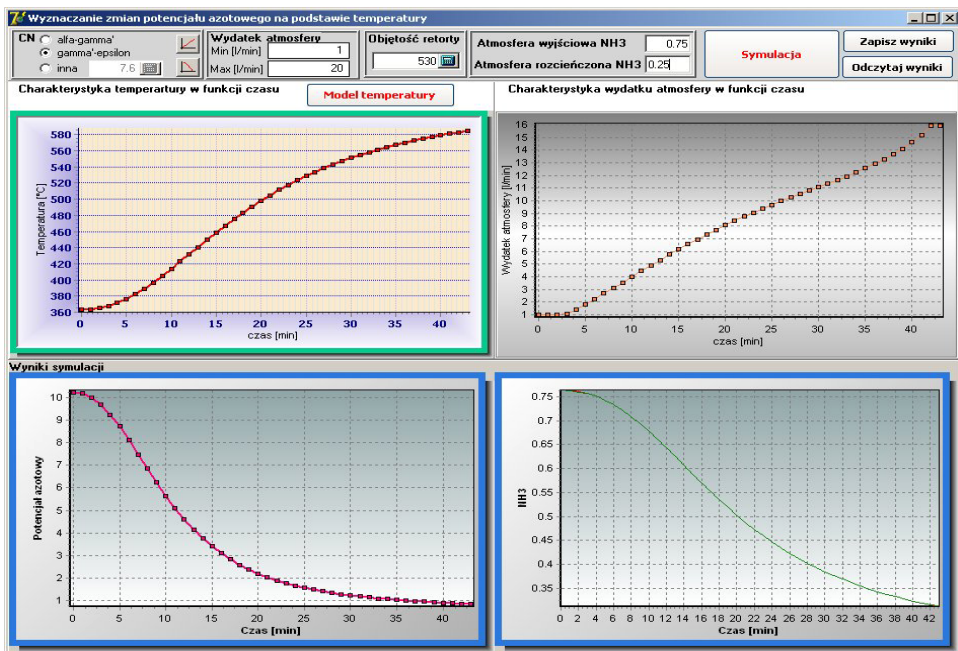 Wyznaczanie zmian potencjału azotowego na podstawie temperatury
CN
alfa-gamma'
gamma'-epsilon
inna 7.6
Wydatek atmosfery
Min [l/min] 1
Max [l/min] 20
Objętość retorty
530
Atmosfera wyjściowa NH3 0.75
Atmosfera rozcieńczona NH3 0.25
Symulacja
Zapisz wyniki
Odczytaj wyniki
Charakterystyka temperartury w funkcji czasu
Model temperatury
Charakterystyka wydatku atmosfery w funkcji czasu
Temperatura [°C]
580
560
540
520
500
480
460
440
420
400
380
360
0 5 10 15 20 25 30 35 40
czas [min]
Wydatek atmosfery [l/min]
16
15
14
13
12
11
10
9
8
7
6
5
4
3
2
1
0 5 10 15 20 25 30 35 40
czas [min]
Wyniki symulacji
Potencjał azotowy
10
9
8
7
6
5
4
3
2
1
0 5 10 15 20 25 30 35 40
Czas [min]
NH3
0.75
0.7
0.65
0.6
0.55
0.5
0.45
0.4
0.35
0 2 4 6 8 10 12 14 16 18 20 22 24 26 28 30 32 34 36 38 40 42
Czas [min]